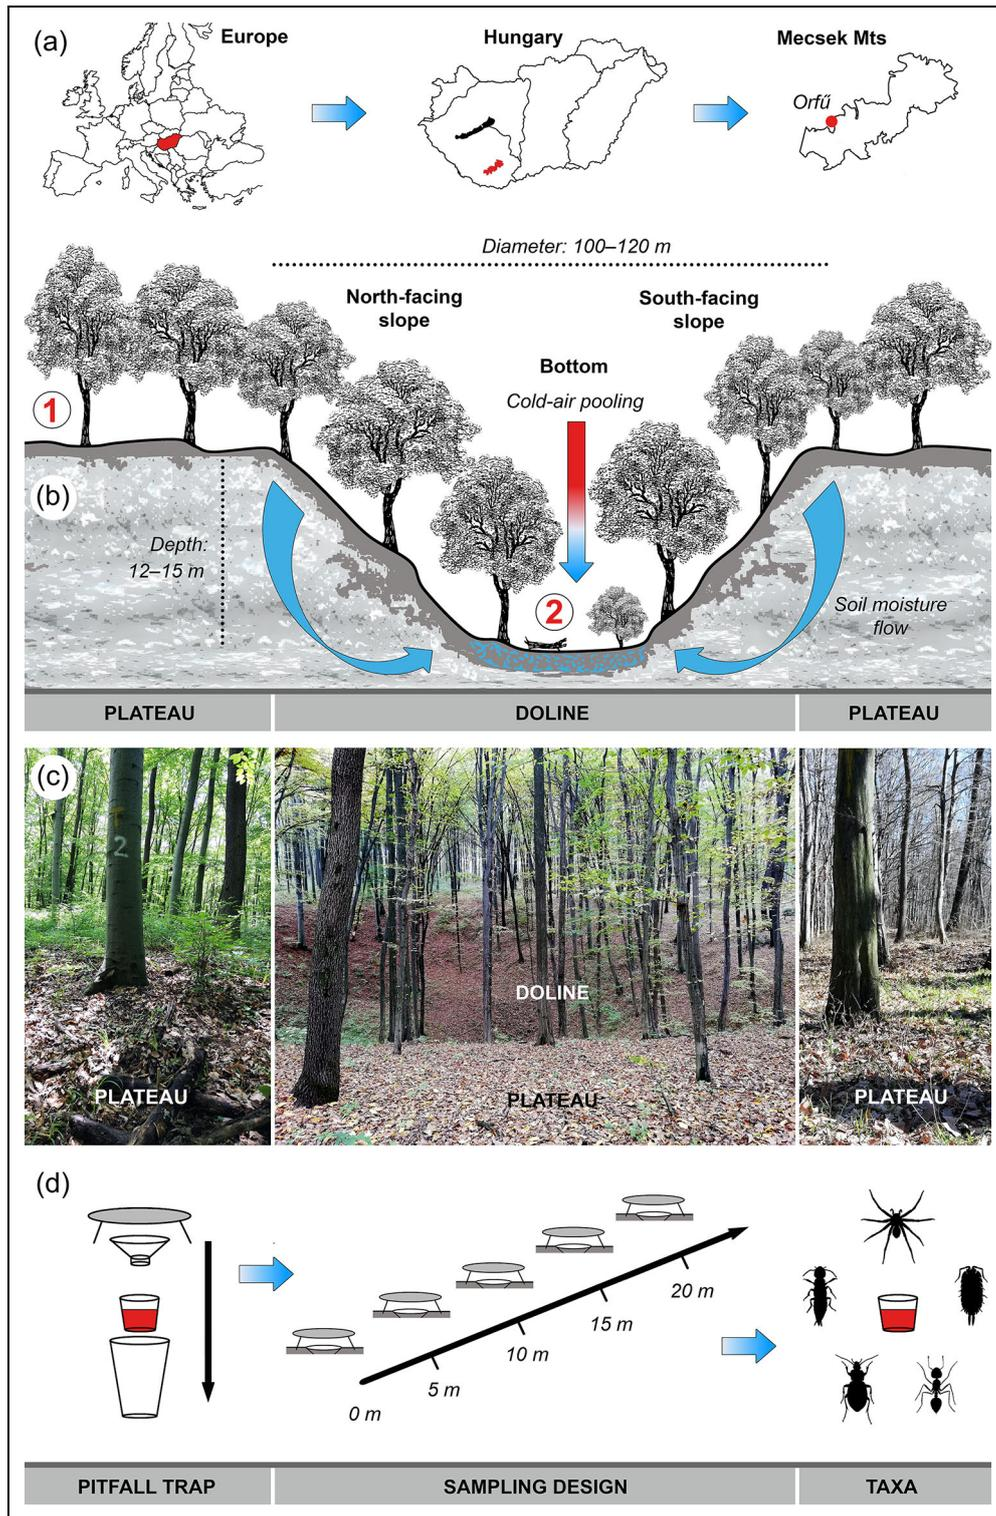 (a)
Europe
Hungary
Mecsek Mts
Orfű
Diameter: 100–120 m
North-facing
slope
South-facing
slope
Bottom
Cold-air pooling
1
(b)
Depth:
12–15 m
2
Soil moisture
flow
PLATEAU
DOLINE
PLATEAU
(c)
2
DOLINE
PLATEAU
PLATEAU
PLATEAU
(d)
20 m
15 m
10 m
5 m
0 m
PITFALL TRAP
SAMPLING DESIGN
TAXA